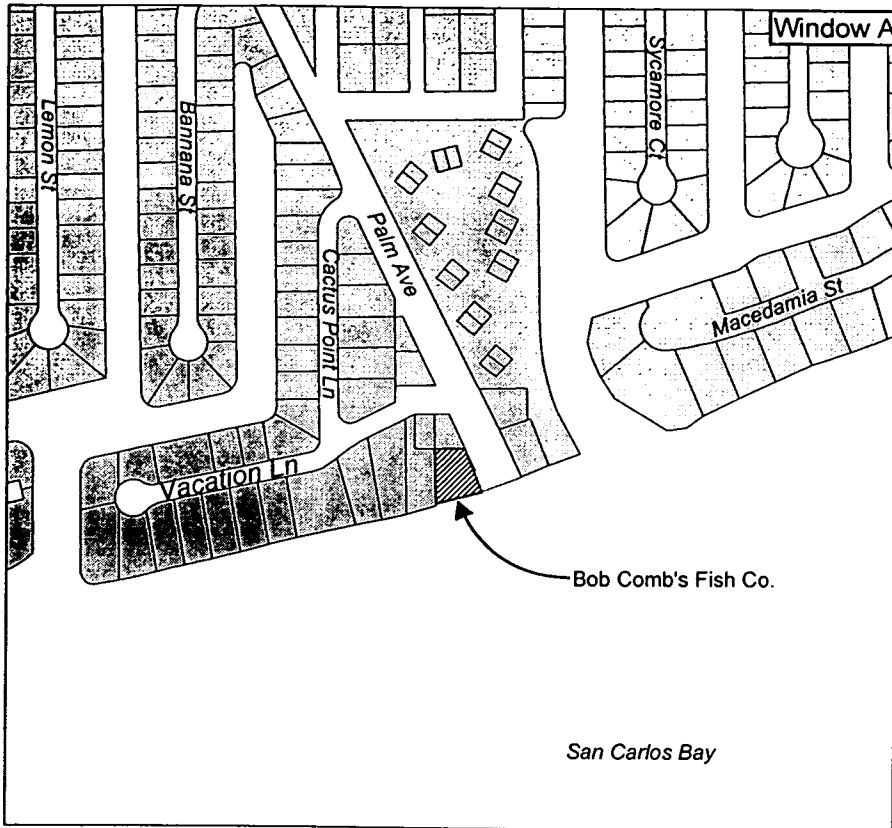 Window A
Lemon St
Bannana St
Sycamore Ct
Palm Ave
Cactus Point Ln
Macedamia St
Vacation Ln
Bob Comb's Fish Co.
San Carlos Bay